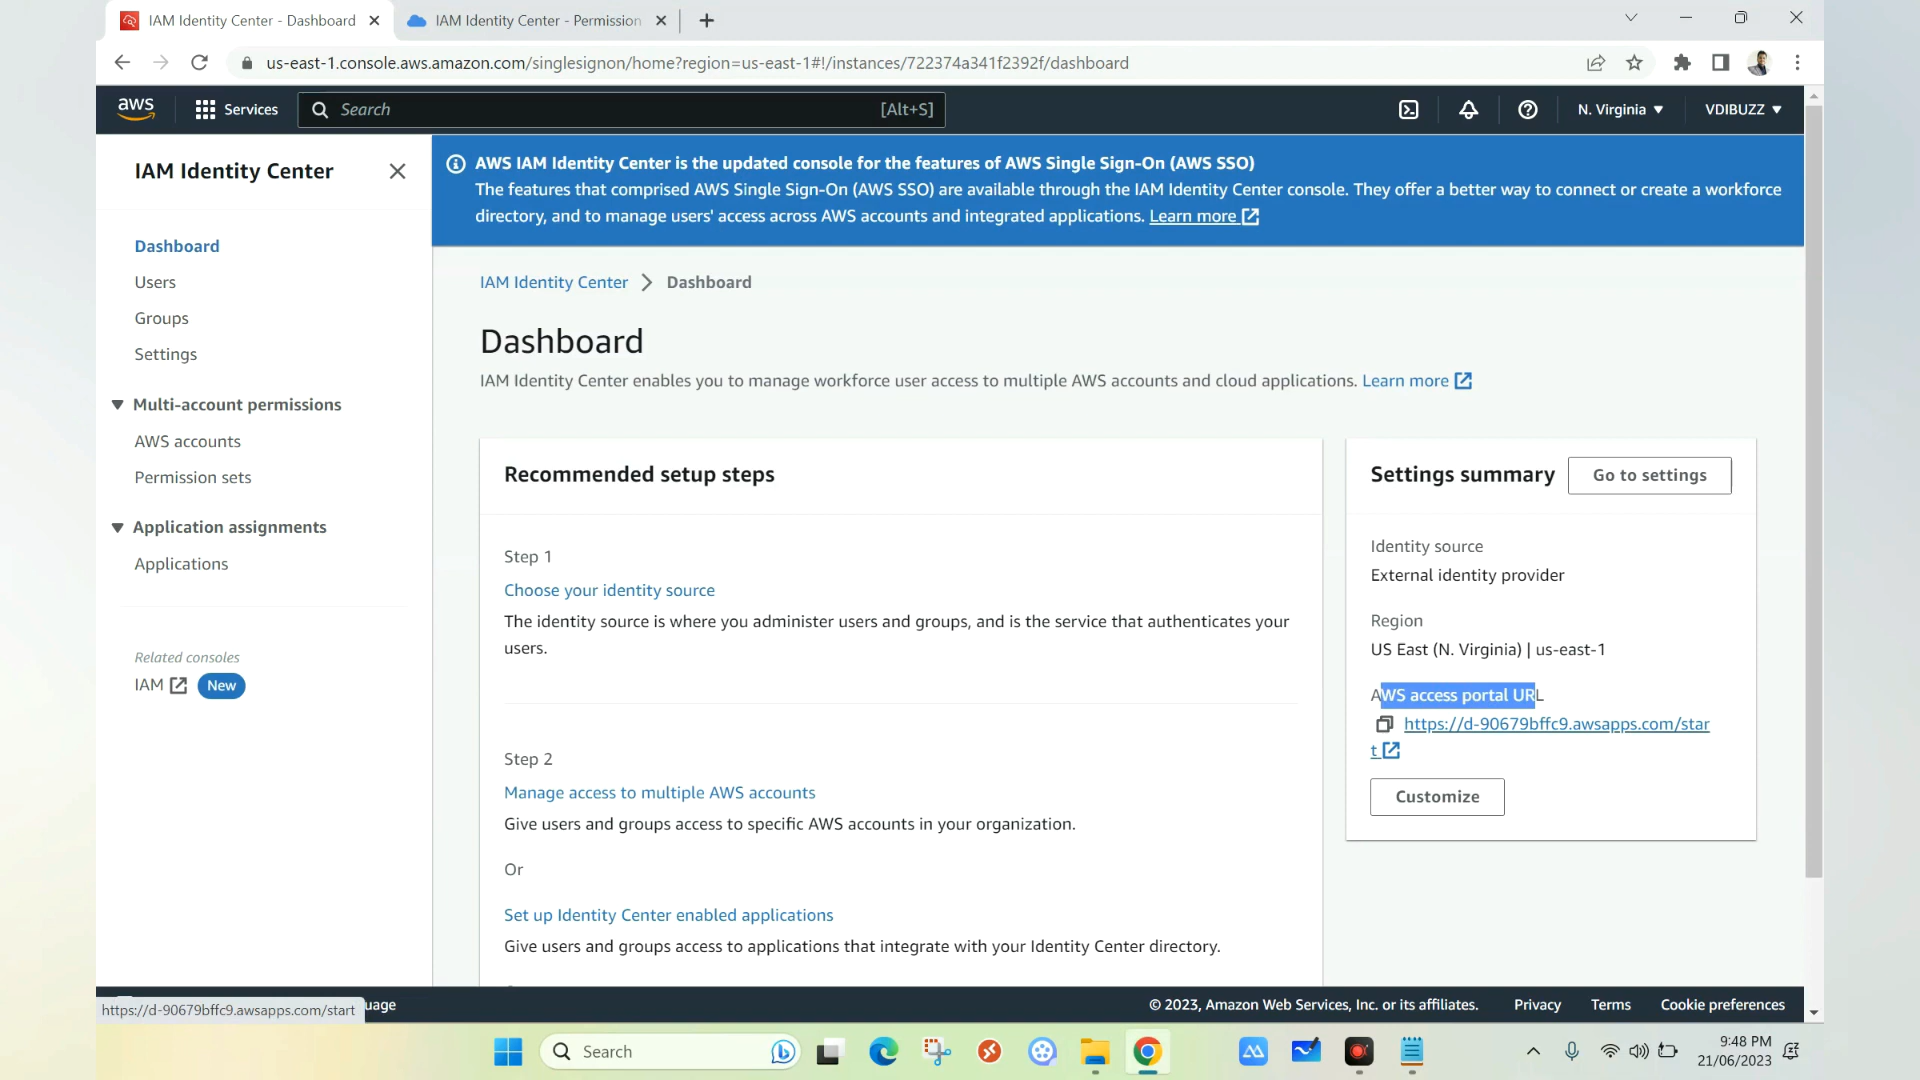 IAM Identity Center - Dashboard
IAM Identity Center - Permission
us-east-1.console.aws.amazon.com/singlesignon/home?region=us-east-1#!/instances/722374a341f2392f/dashboard
aws
Services
Search
[Alt+S]
N. Virginia
VDIBUZZ
IAM Identity Center
Dashboard
Users
Groups
Settings
Multi-account permissions
AWS accounts
Permission sets
Application assignments
Applications
Related consoles
IAM New
AWS IAM Identity Center is the updated console for the features of AWS Single Sign-On (AWS SSO)
The features that comprised AWS Single Sign-On (AWS SSO) are available through the IAM Identity Center console. They offer a better way to connect or create a workforce
directory, and to manage users' access across AWS accounts and integrated applications. Learn more
IAM Identity Center > Dashboard
Dashboard
IAM Identity Center enables you to manage workforce user access to multiple AWS accounts and cloud applications. Learn more
Recommended setup steps
Step 1
Choose your identity source
The identity source is where you administer users and groups, and is the service that authenticates your
users.
Step 2
Manage access to multiple AWS accounts
Give users and groups access to specific AWS accounts in your organization.
Or
Set up Identity Center enabled applications
Give users and groups access to applications that integrate with your Identity Center directory.
Settings summary
Go to settings
Identity source
External identity provider
Region
US East (N. Virginia) | us-east-1
AWS access portal URL
https://d-90679bffc9.awsapps.com/star
t
Customize
https://d-90679bffc9.awsapps.com/start
uage
© 2023, Amazon Web Services, Inc. or its affiliates.
Privacy
Terms
Cookie preferences
Search
9:48 PM
21/06/2023